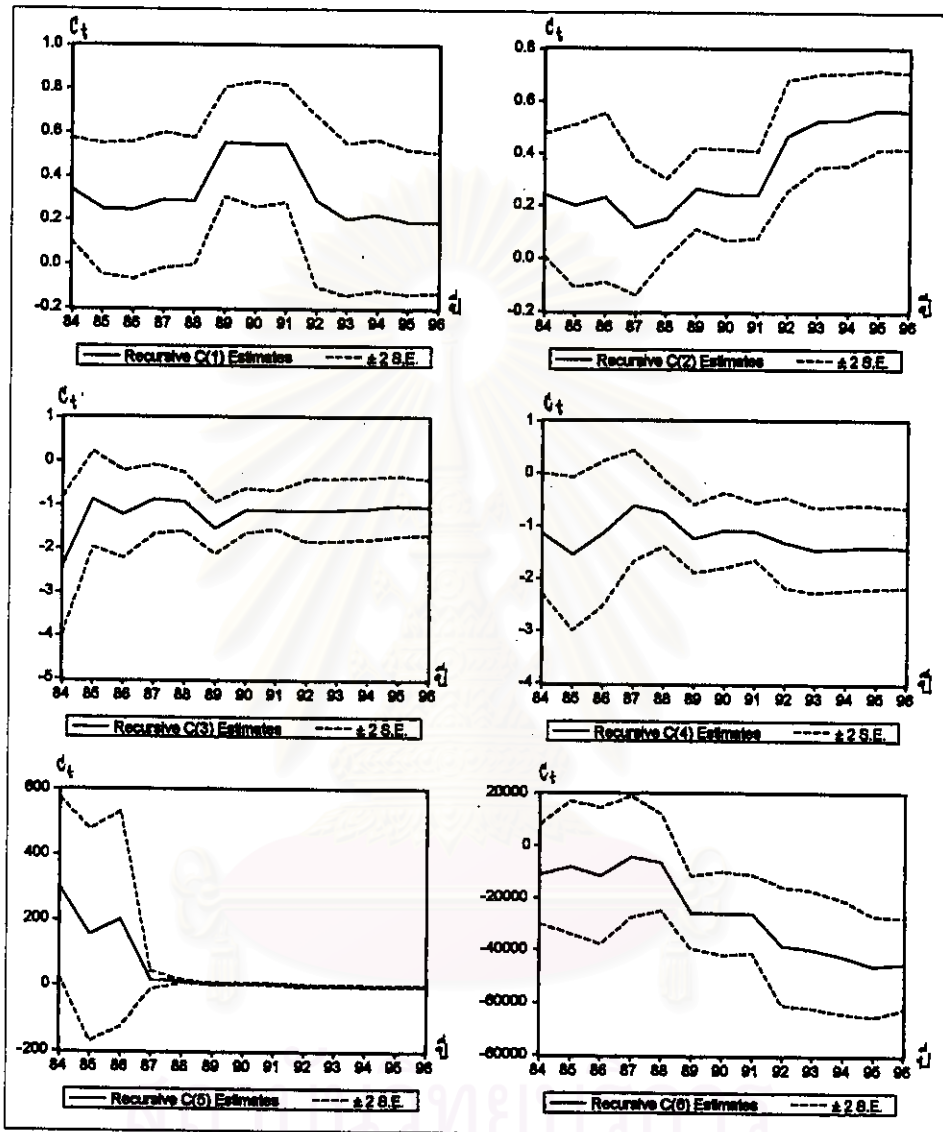 C_t
1.0
0.8
0.6
0.4
0.2
0.0
-0.2
84 85 86 87 88 89 90 91 92 93 94 95 96
ปี
Recursive C(1) Estimates ± 2 S.E.
C_t
0.8
0.6
0.4
0.2
0.0
-0.2
84 85 86 87 88 89 90 91 92 93 94 95 96
ปี
Recursive C(2) Estimates ± 2 S.E.
C_t
1
0
-1
-2
-3
-4
-5
84 85 86 87 88 89 90 91 92 93 94 95 96
ปี
Recursive C(3) Estimates ± 2 S.E.
C_t
1
0
-1
-2
-3
-4
84 85 86 87 88 89 90 91 92 93 94 95 96
ปี
Recursive C(4) Estimates ± 2 S.E.
C_t
600
400
200
0
-200
84 85 86 87 88 89 90 91 92 93 94 95 96
ปี
Recursive C(5) Estimates ± 2 S.E.
C_t
20000
0
-20000
-40000
-60000
-80000
84 85 86 87 88 89 90 91 92 93 94 95 96
ปี
Recursive C(6) Estimates ± 2 S.E.